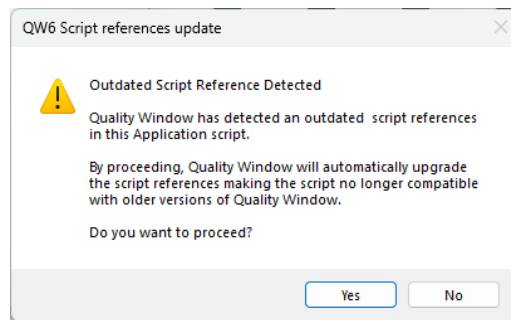 QW6 Script references update
Outdated Script Reference Detected
Quality Window has detected an outdated  script references
in this Application script.
By proceeding, Quality Window will automatically upgrade
the script references making the script no longer compatible
with older versions of Quality Window.
Do you want to proceed?
Yes
No